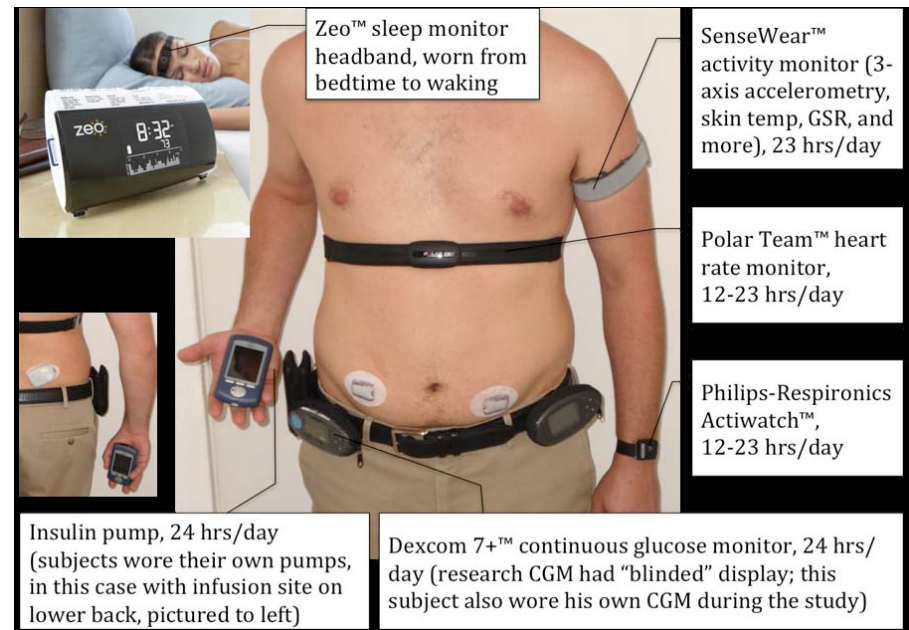 Zeo™ sleep monitor
headband, worn from
bedtime to waking
SenseWear™
activity monitor (3-
axis accelerometry,
skin temp, GSR, and
more), 23 hrs/day
zeo
8:32
73
Polar Team™ heart
rate monitor,
12-23 hrs/day
Philips-Respironics
Actiwatch™,
12-23 hrs/day
Insulin pump, 24 hrs/day
(subjects wore their own pumps,
in this case with infusion site on
lower back, pictured to left)
Dexcom 7+™ continuous glucose monitor, 24 hrs/
day (research CGM had “blinded” display; this
subject also wore his own CGM during the study)